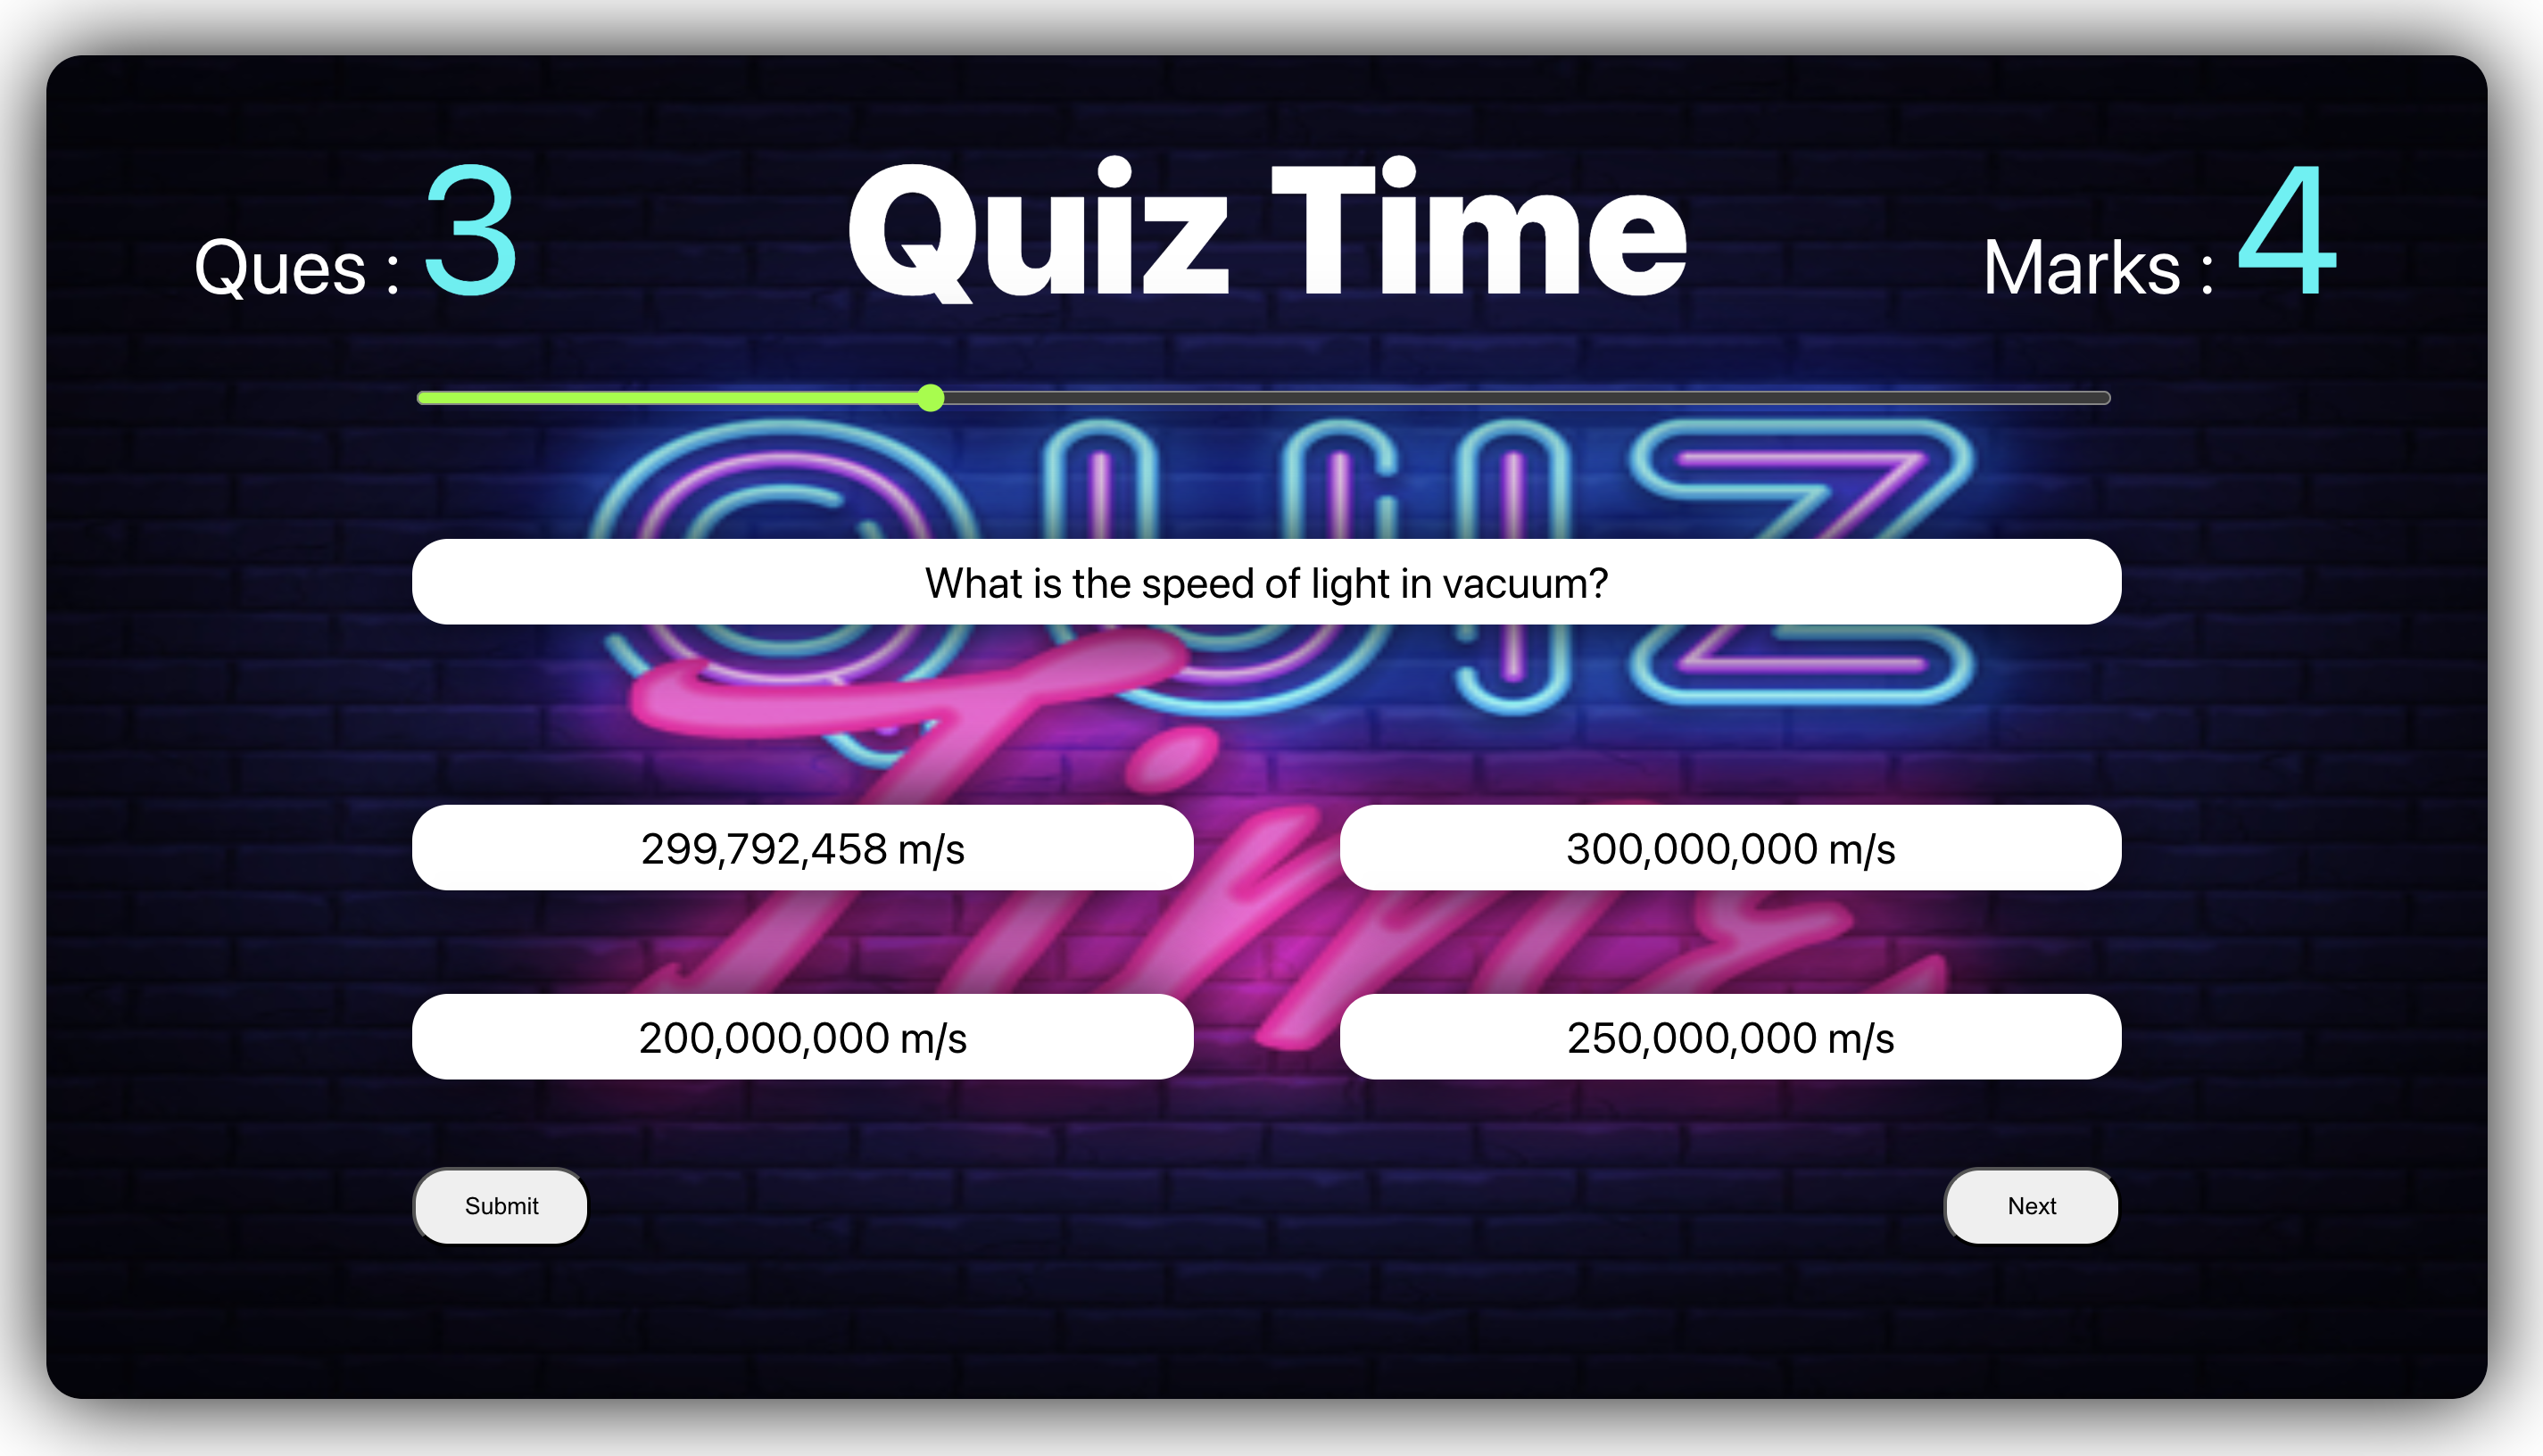 Ques : 3
Quiz Time
Marks : 4
QUIZ
Time
What is the speed of light in vacuum?
299,792,458 m/s
300,000,000 m/s
200,000,000 m/s
250,000,000 m/s
Submit
Next